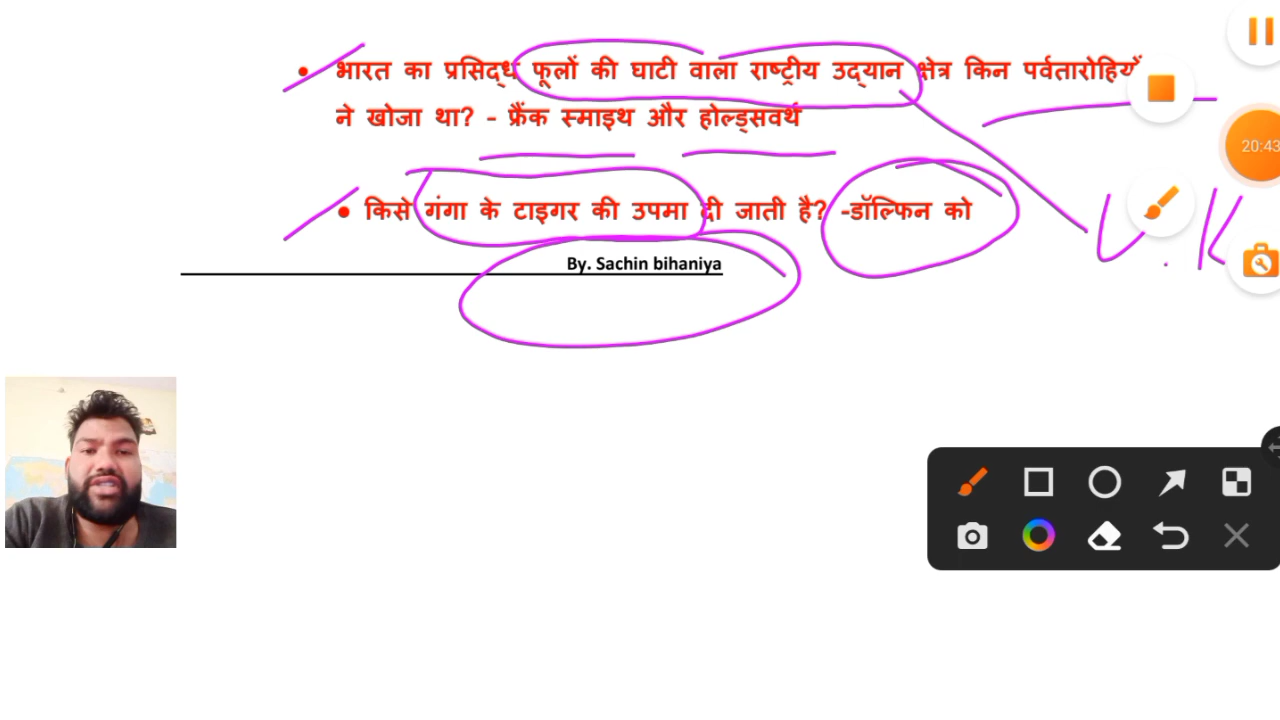 भारत का प्रसिद्ध फूलों की घाटी वाला राष्ट्रीय उद्यान क्षेत्र किन पर्वतारोहियों
ने खोजा था? - फ्रैंक स्माइथ और होल्ड्सवर्थ
20:43
किसे गंगा के टाइगर की उपमा दी जाती है? -डॉल्फिन को
U.K
By. Sachin bihaniya